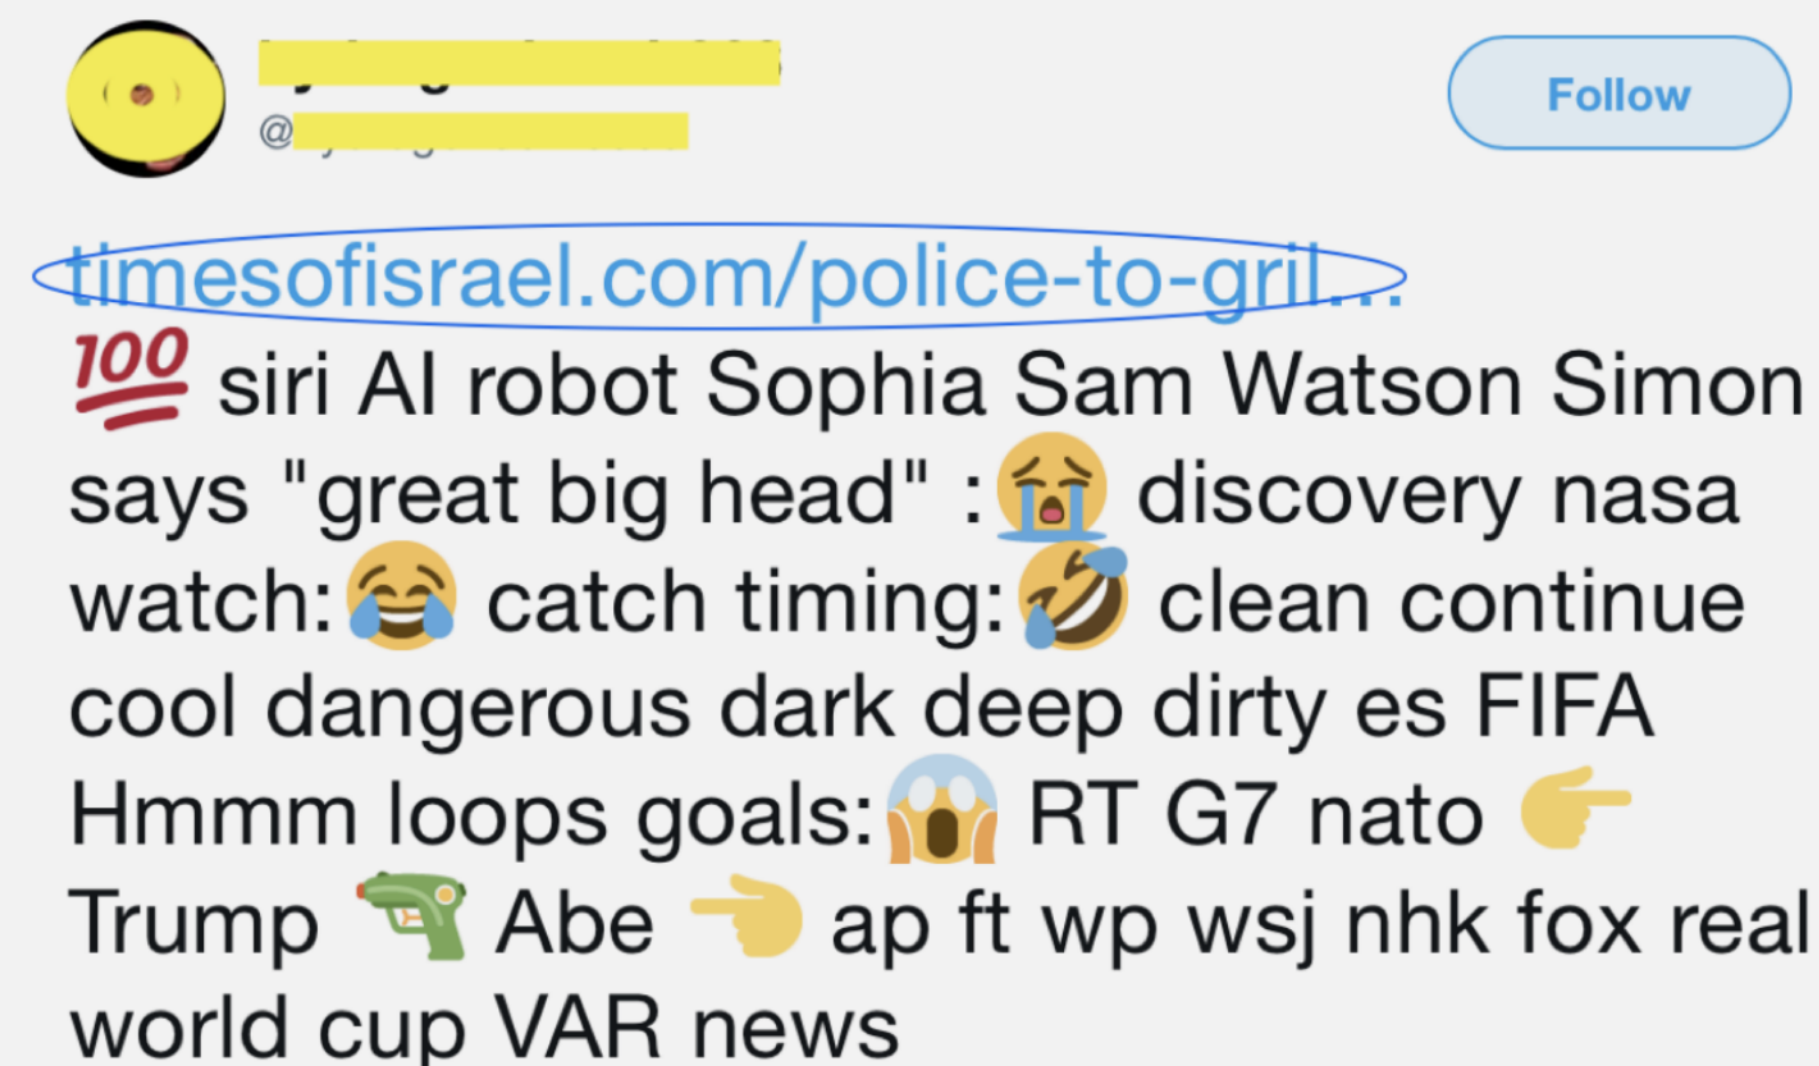 @
Follow
timesofisrael.com/police-to-gril...
💯 siri AI robot Sophia Sam Watson Simon
says "great big head" :😭 discovery nasa
watch:😂 catch timing:🤣 clean continue
cool dangerous dark deep dirty es FIFA
Hmmm loops goals:😱 RT G7 nato 👉
Trump 🔫 Abe 👈 ap ft wp wsj nhk fox real
world cup VAR news